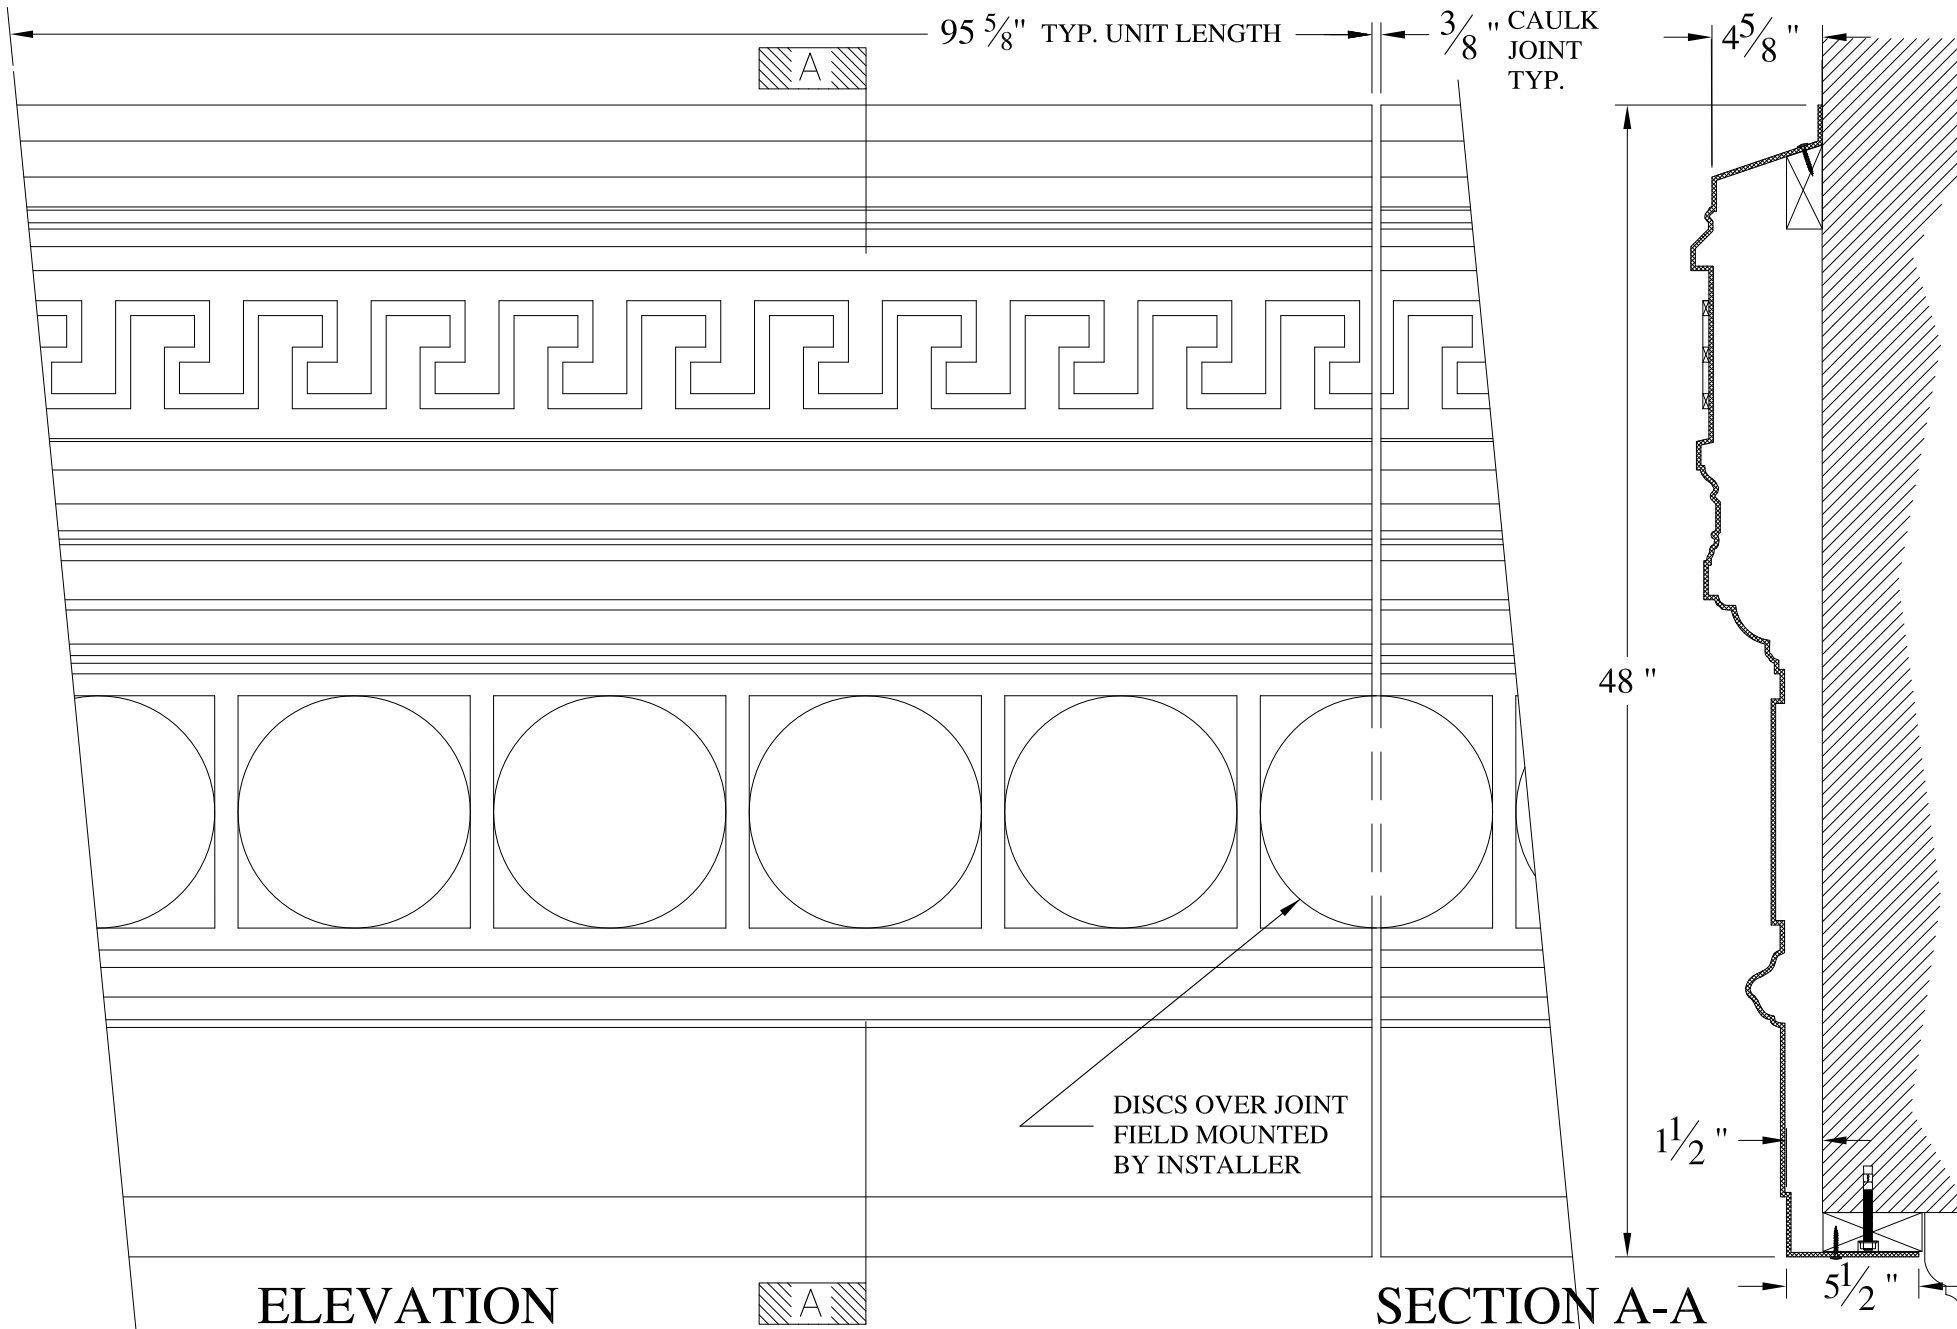 95 5/8" TYP. UNIT LENGTH
3/8" CAULK
JOINT
TYP.
4 5/8"
A
48"
DISCS OVER JOINT
FIELD MOUNTED
BY INSTALLER
1 1/2"
ELEVATION
A
SECTION A-A
5 1/2"